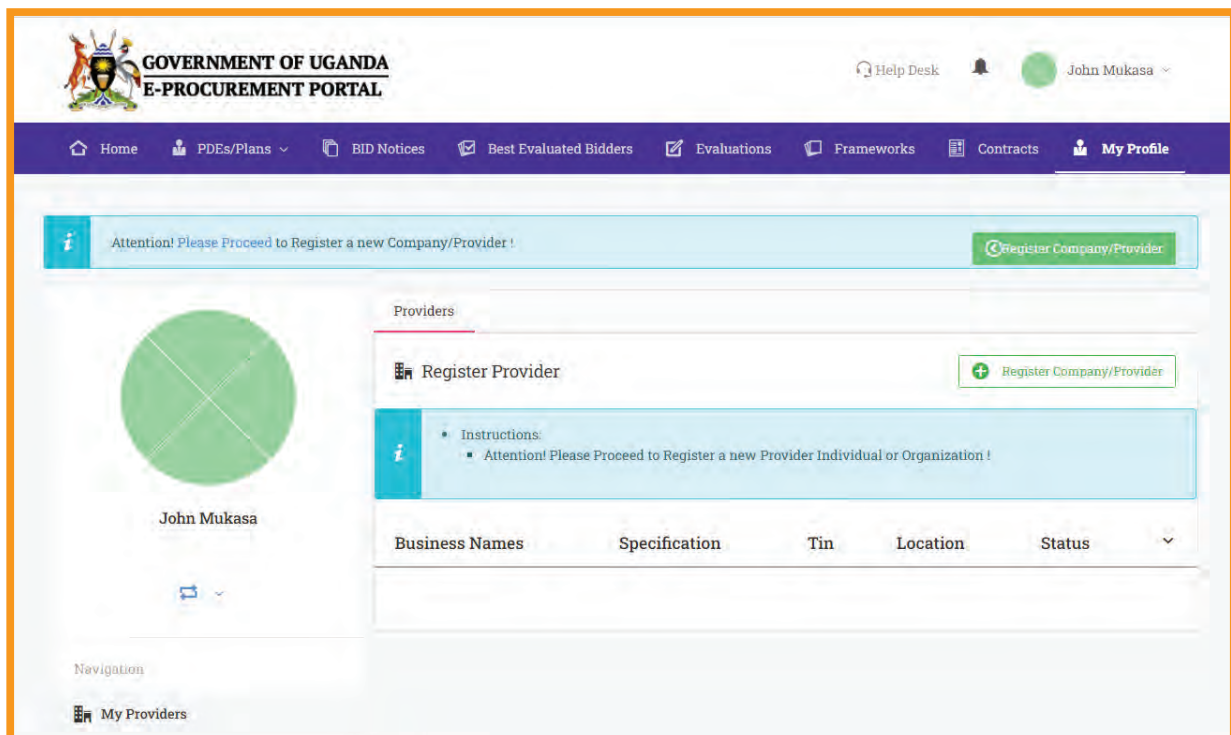 GOVERNMENT OF UGANDA
E-PROCUREMENT PORTAL
Help Desk
John Mukasa
Home PDEs/Plans BID Notices Best Evaluated Bidders Evaluations Frameworks Contracts My Profile
i Attention! Please Proceed to Register a new Company/Provider ! Register Company/Provider
Providers
Register Provider
Register Company/Provider
i
Instructions:
Attention! Please Proceed to Register a new Provider Individual or Organization !
John Mukasa
Business Names Specification Tin Location Status
Navigation
My Providers